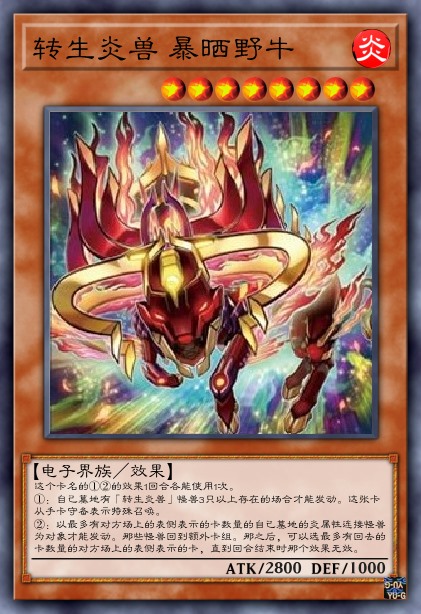 转生炎兽 暴晒野牛
炎
【电子界族／效果】
这个卡名的①②的效果1回合各能使用1次。
①：自己墓地有「转生炎兽」怪兽3只以上存在的场合才能发动。这张卡
从手卡守备表示特殊召唤。
②：以最多有对方场上的表侧表示的卡数量的自己墓地的炎属性连接怪兽
为对象才能发动。那些怪兽回到额外卡组。那之后，可以选最多有回去的
卡数量的对方场上的表侧表示的卡，直到回合结束时那个效果无效。
ATK/2800 DEF/1000